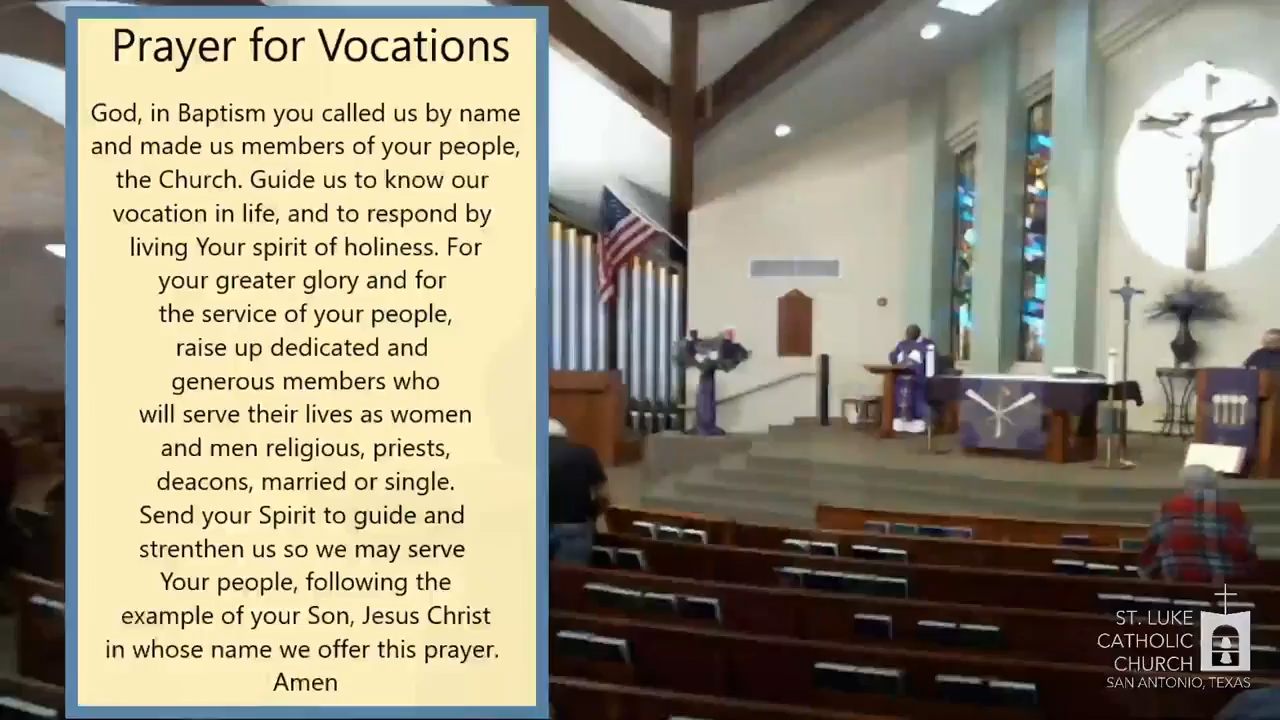 Prayer for Vocations
God, in Baptism you called us by name
and made us members of your people,
the Church. Guide us to know our
vocation in life, and to respond by
living Your spirit of holiness. For
your greater glory and for
the service of your people,
raise up dedicated and
generous members who
will serve their lives as women
and men religious, priests,
deacons, married or single.
Send your Spirit to guide and
strenthen us so we may serve
Your people, following the
example of your Son, Jesus Christ
in whose name we offer this prayer.
Amen
ST. LUKE
CATHOLIC
CHURCH
SAN ANTONIO, TEXAS